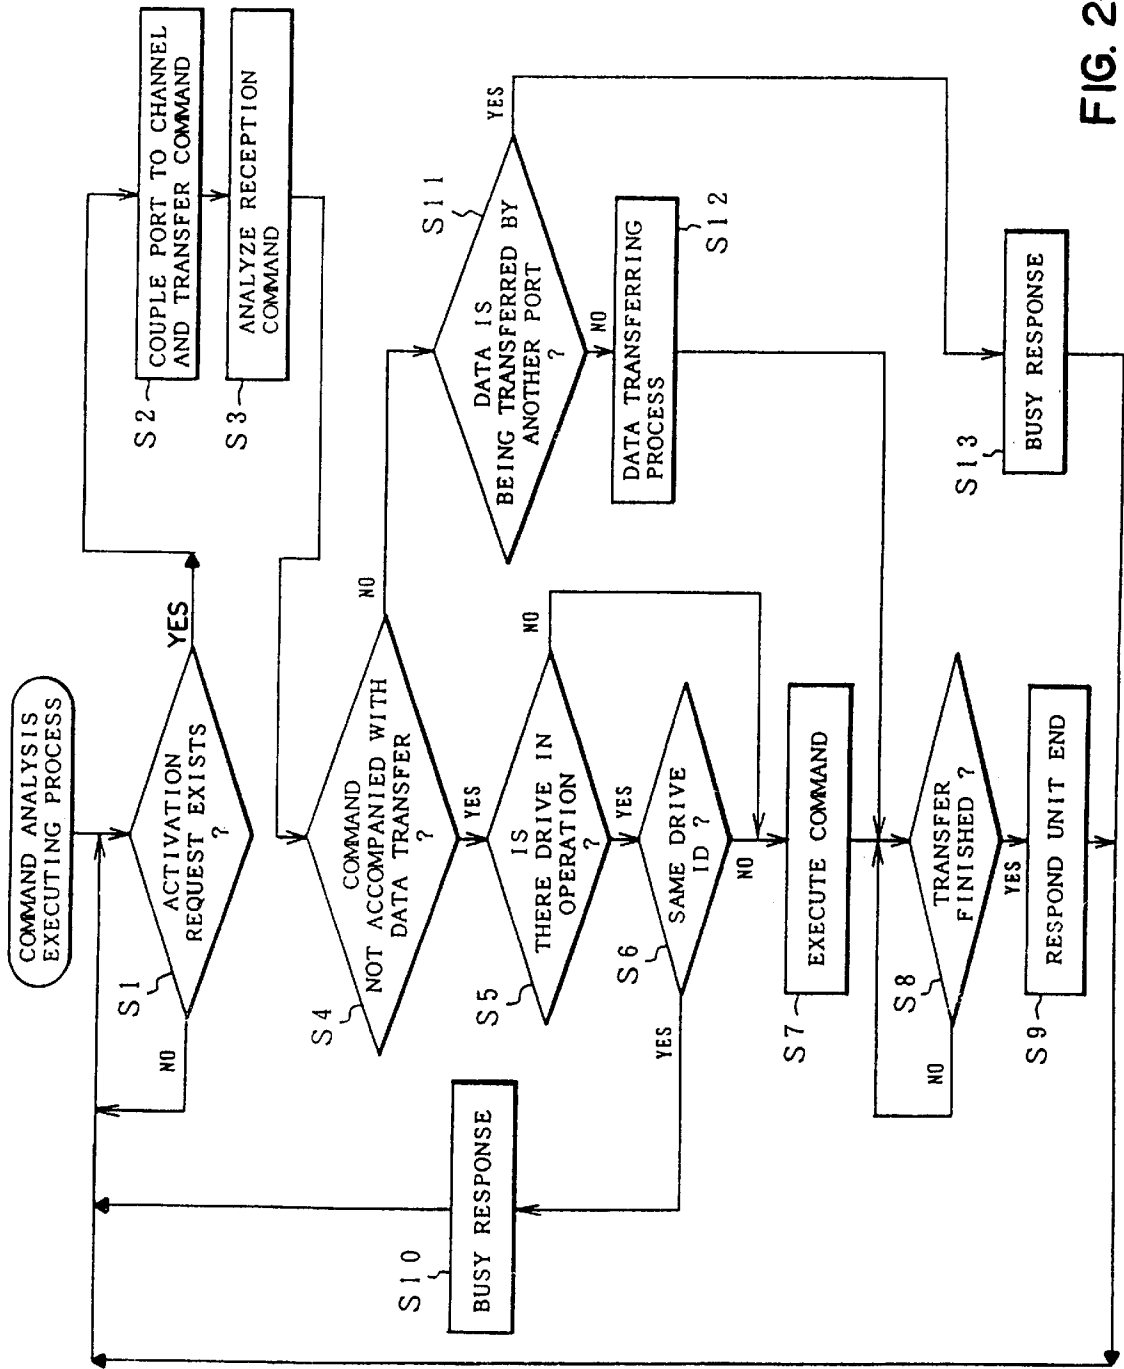 COMMAND ANALYSIS
EXECUTING PROCESS
S1
ACTIVATION
REQUEST EXISTS
?
NO
YES
S2
COUPLE PORT TO CHANNEL
AND TRANSFER COMMAND
S3
ANALYZE RECEPTION
COMMAND
S4
COMMAND
NOT ACCOMPANIED WITH
DATA TRANSFER
?
NO
YES
S5
IS
THERE DRIVE IN
OPERATION
?
NO
YES
S6
SAME DRIVE
ID ?
YES
NO
S7
EXECUTE COMMAND
S8
TRANSFER
FINISHED ?
NO
YES
S9
RESPOND UNIT END
S10
BUSY RESPONSE
S11
DATA IS
BEING TRANSFERRED BY
ANOTHER PORT
?
YES
NO
S12
DATA TRANSFERRING
PROCESS
S13
BUSY RESPONSE